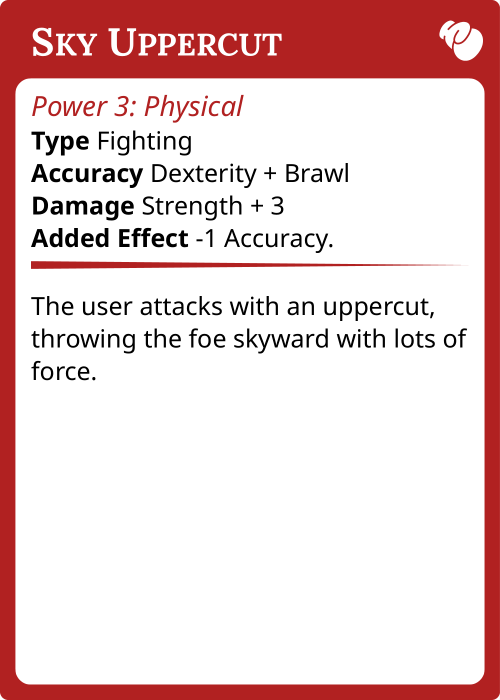 Sky Uppercut
Power 3: Physical
Type Fighting
Accuracy Dexterity + Brawl
Damage Strength + 3
Added Effect -1 Accuracy.
The user attacks with an uppercut,
throwing the foe skyward with lots of
force.